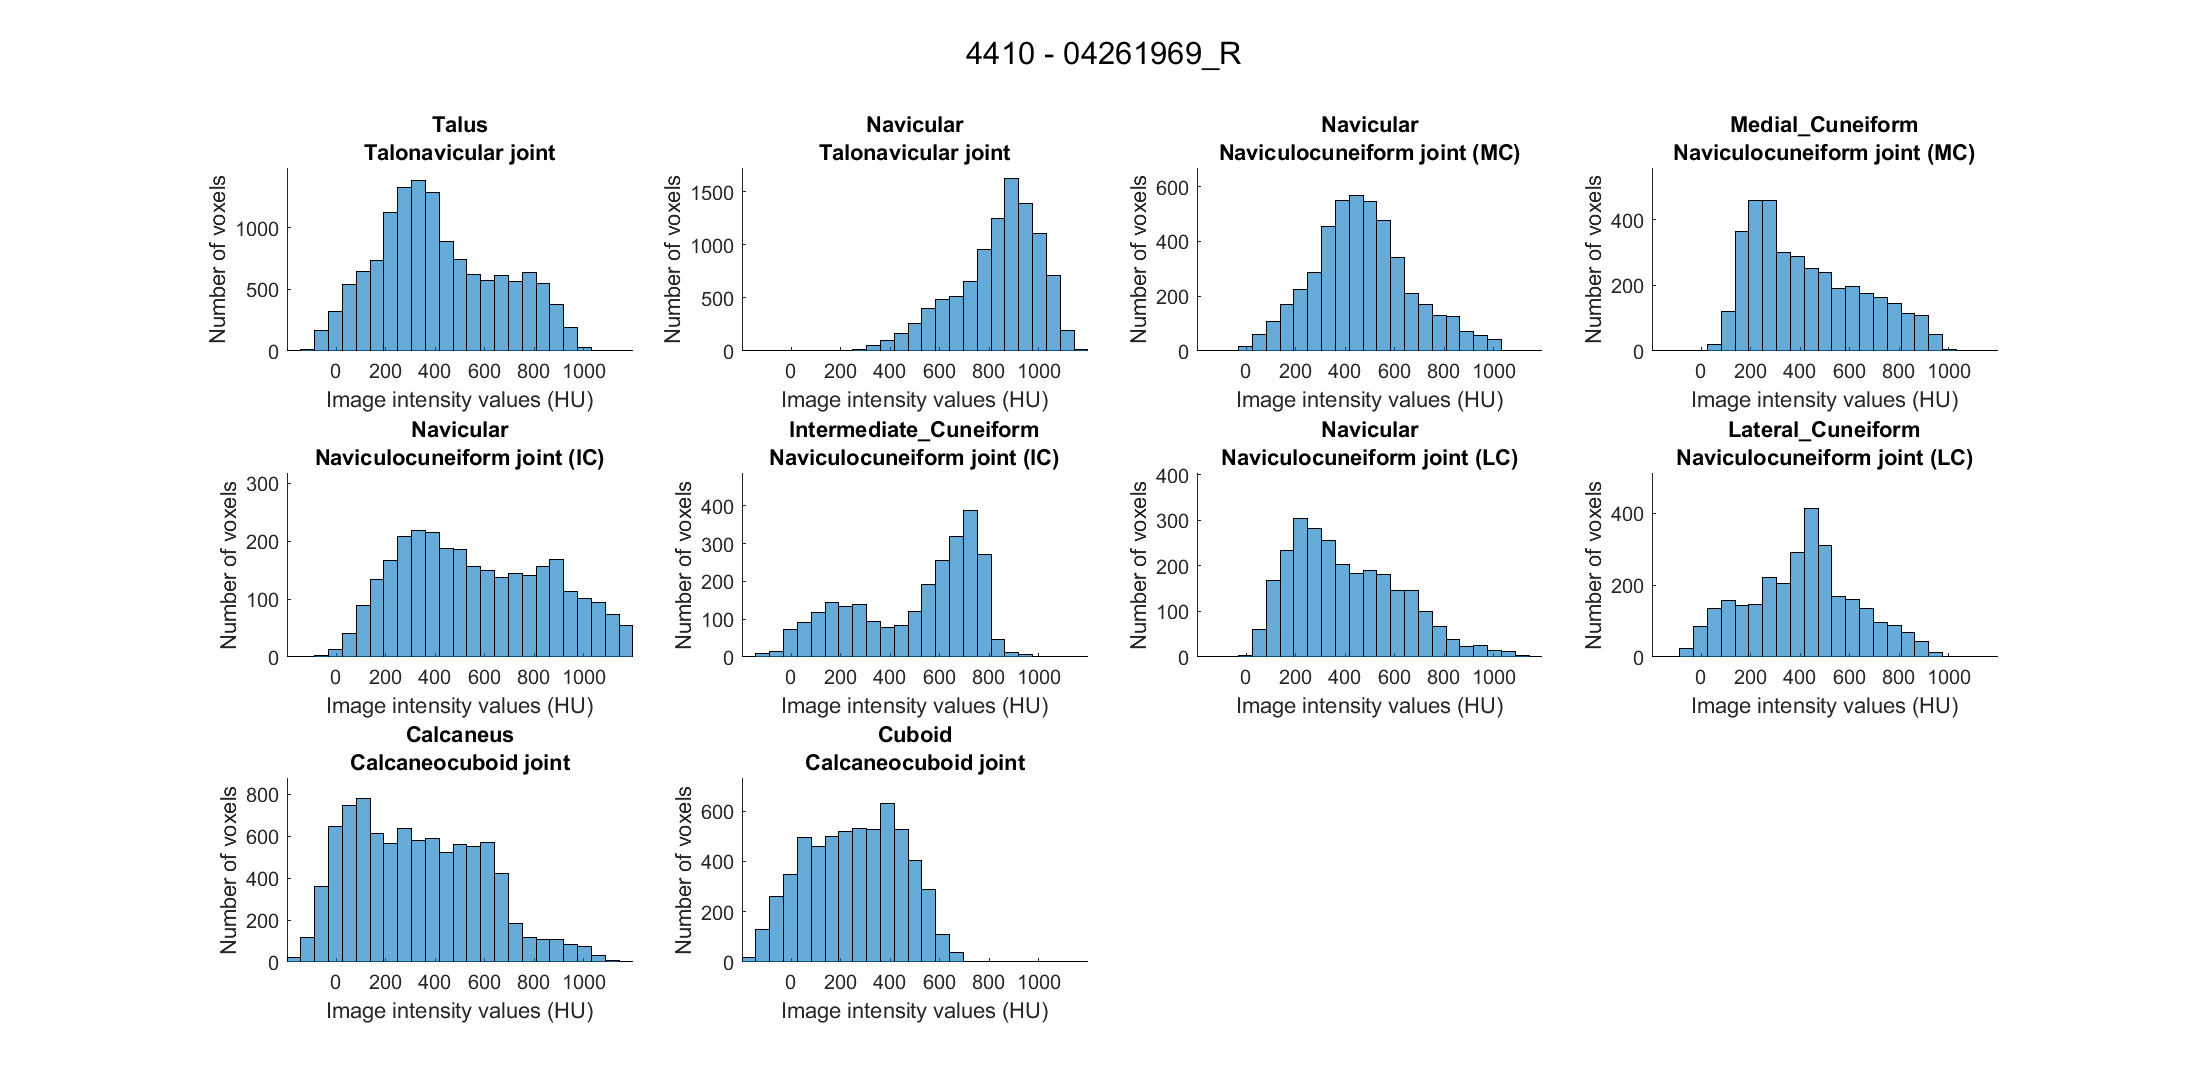 4410 - 04261969_R
Talus
Talonavicular joint
Number of voxels
1000
500
0
0 200 400 600 800 1000
Image intensity values (HU)
Navicular
Talonavicular joint
Number of voxels
1500
1000
500
0
0 200 400 600 800 1000
Image intensity values (HU)
Navicular
Naviculocuneiform joint (MC)
Number of voxels
600
400
200
0
0 200 400 600 800 1000
Image intensity values (HU)
Medial_Cuneiform
Naviculocuneiform joint (MC)
Number of voxels
400
200
0
0 200 400 600 800 1000
Image intensity values (HU)
Navicular
Naviculocuneiform joint (IC)
Number of voxels
300
200
100
0
0 200 400 600 800 1000
Image intensity values (HU)
Intermediate_Cuneiform
Naviculocuneiform joint (IC)
Number of voxels
400
300
200
100
0
0 200 400 600 800 1000
Image intensity values (HU)
Navicular
Naviculocuneiform joint (LC)
Number of voxels
400
300
200
100
0
0 200 400 600 800 1000
Image intensity values (HU)
Lateral_Cuneiform
Naviculocuneiform joint (LC)
Number of voxels
400
200
0
0 200 400 600 800 1000
Image intensity values (HU)
Calcaneus
Calcaneocuboid joint
Number of voxels
800
600
400
200
0
0 200 400 600 800 1000
Image intensity values (HU)
Cuboid
Calcaneocuboid joint
Number of voxels
600
400
200
0
0 200 400 600 800 1000
Image intensity values (HU)